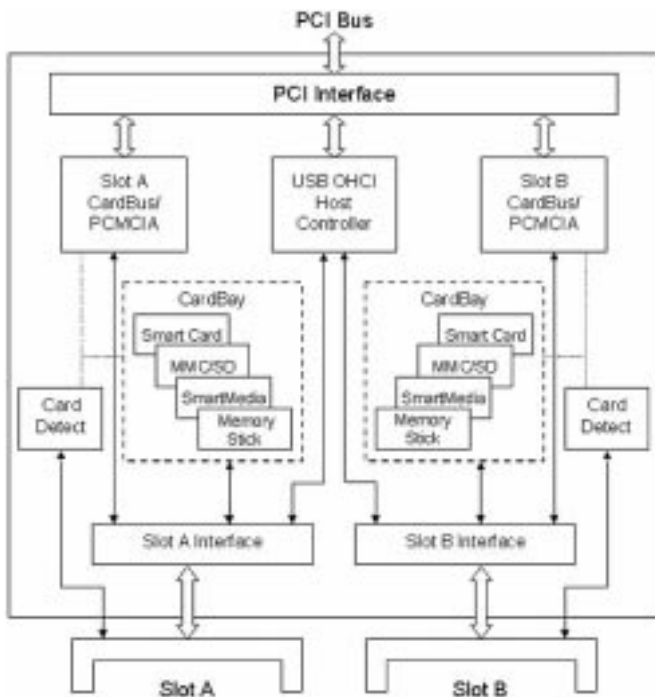 PCI Bus
PCI Interface
Slot A
CardBus/
PCMCIA
USB OHCI
Host
Controller
Slot B
CardBus/
PCMCIA
CardBay
Smart Card
MMC/SD
SmartMedia
Memory
Stick
CardBay
Smart Card
MMC/SD
SmartMedia
Memory
Stick
Card
Detect
Card
Detect
Slot A Interface
Slot B Interface
Slot A
Slot B